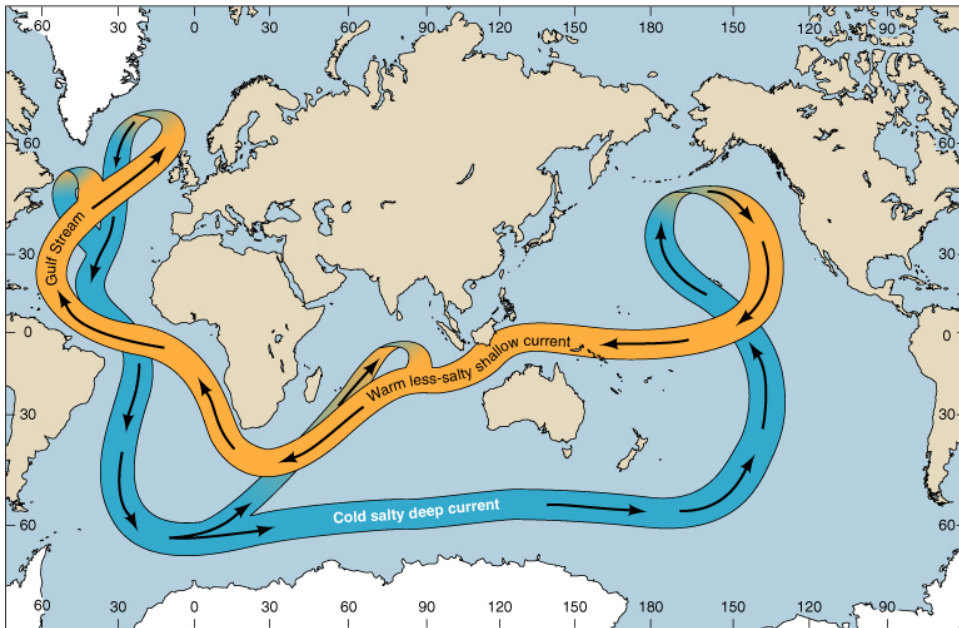 60 30 0 30 60 90 120 150 180 150 120 90
60 60
Gulf Stream
30 30
0 0
Warm less-salty shallow current
30 30
Cold salty deep current
60 60
60 30 0 30 60 90 120 150 180 150 120 90